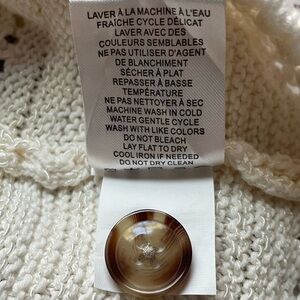 LAVER À LA MACHINE À L'EAU
FRAÎCHE CYCLE DÉLICAT
LAVER AVEC DES
COULEURS SEMBLABLES
NE PAS UTILISER D'AGENT
DE BLANCHIMENT
SÉCHER À PLAT
REPASSER À BASSE
TEMPÉRATURE
NE PAS NETTOYER À SEC
MACHINE WASH IN COLD
WATER GENTLE CYCLE
WASH WITH LIKE COLORS
DO NOT BLEACH
LAY FLAT TO DRY
COOL IRON IF NEEDED
DO NOT DRY CLEAN